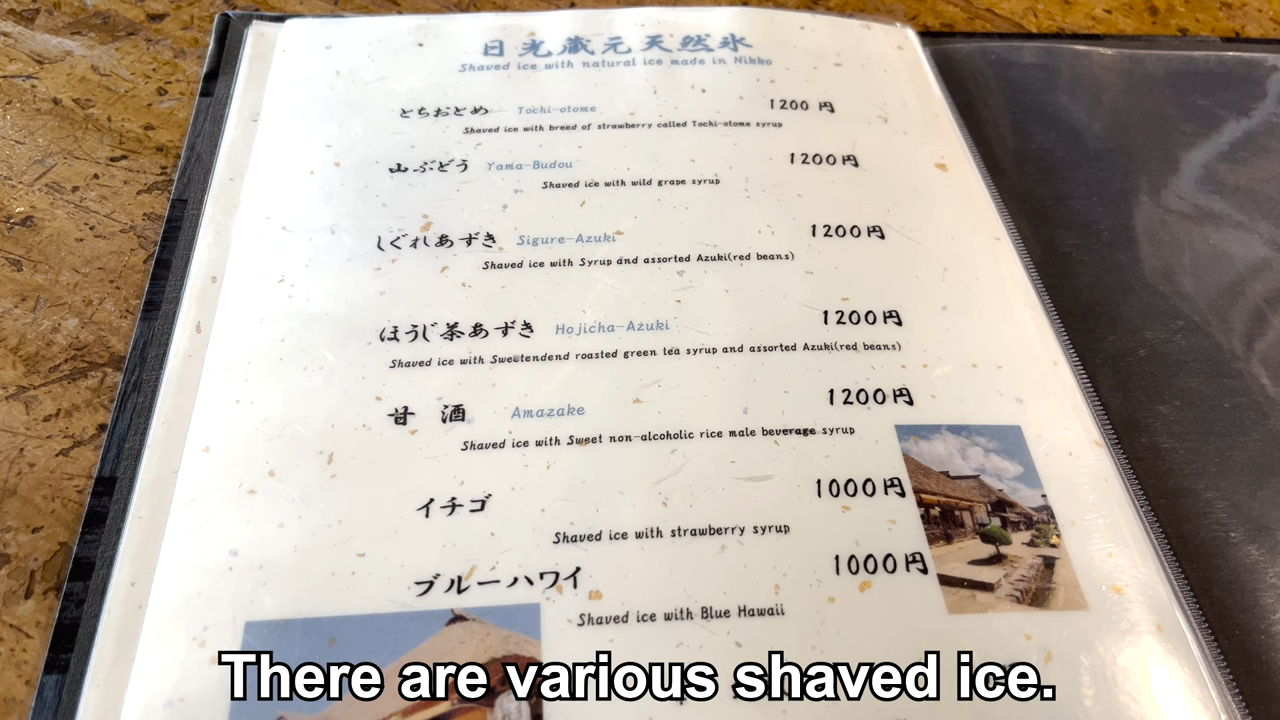 日光蔵元天然氷
Shaved ice with natural ice made in Nikko
とちおとめ Tochi-otome 1200円
Shaved ice with breed of strawberry called Tochi-otome syrup
山ぶどう Yama-Budou 1200円
Shaved ice with wild grape syrup
しぐれあずき Sigure-Azuki 1200円
Shaved ice with Syrup and assorted Azuki(red beans)
ほうじ茶あずき Hojicha-Azuki 1200円
Shaved ice with Sweetendend roasted green tea syrup and assorted Azuki(red beans)
甘酒 Amazake 1200円
Shaved ice with Sweet non-alcoholic rice male beverage syrup
イチゴ 1000円
Shaved ice with strawberry syrup
ブルーハワイ 1000円
Shaved ice with Blue Hawaii
There are various shaved ice.